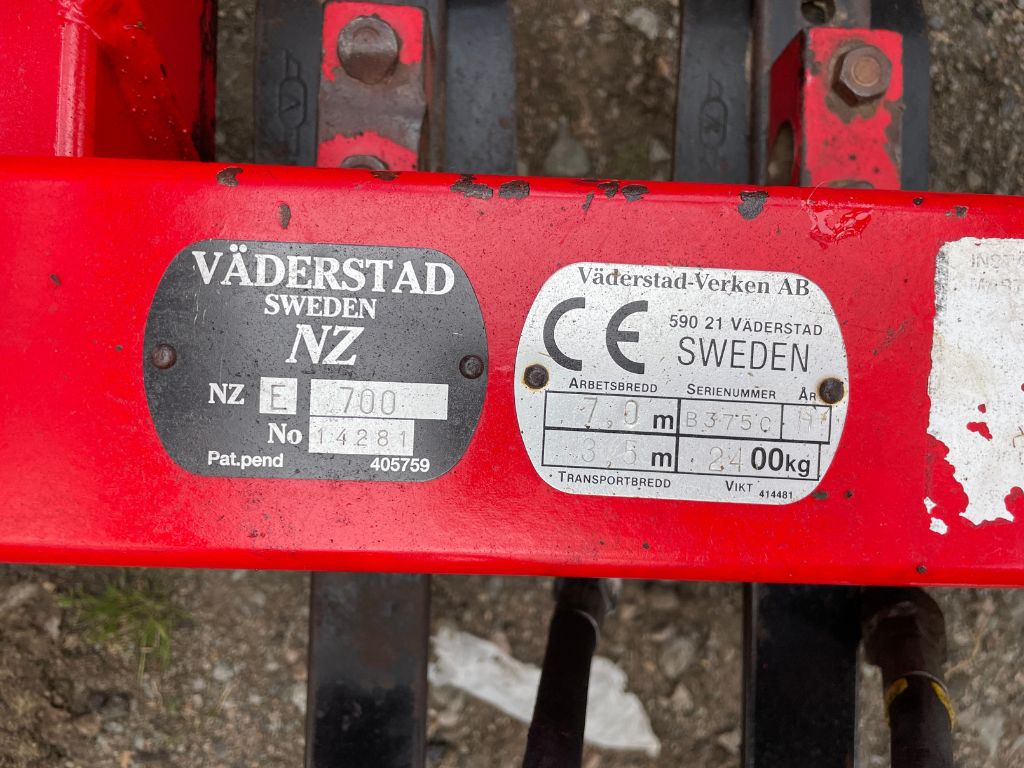 VÄDERSTAD
SWEDEN
NZ
NZ E 700
No 14281
Pat.pend 405759
Väderstad-Verken AB
CE
590 21 VÄDERSTAD
SWEDEN
ARBETSBREDD SERIENUMMER ÅR
7,0 m B375C
3,5 m 2400kg
TRANSPORTBREDD VIKT
414481